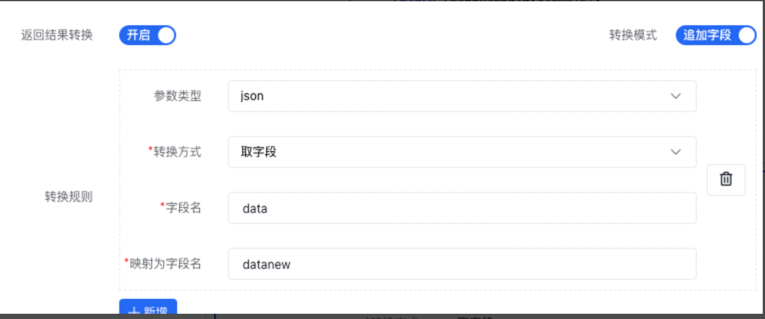 返回结果转换 开启 转换模式 追加字段
参数类型 json
*转换方式 取字段
转换规则
*字段名 data
*映射为字段名 datanew
+ 新增